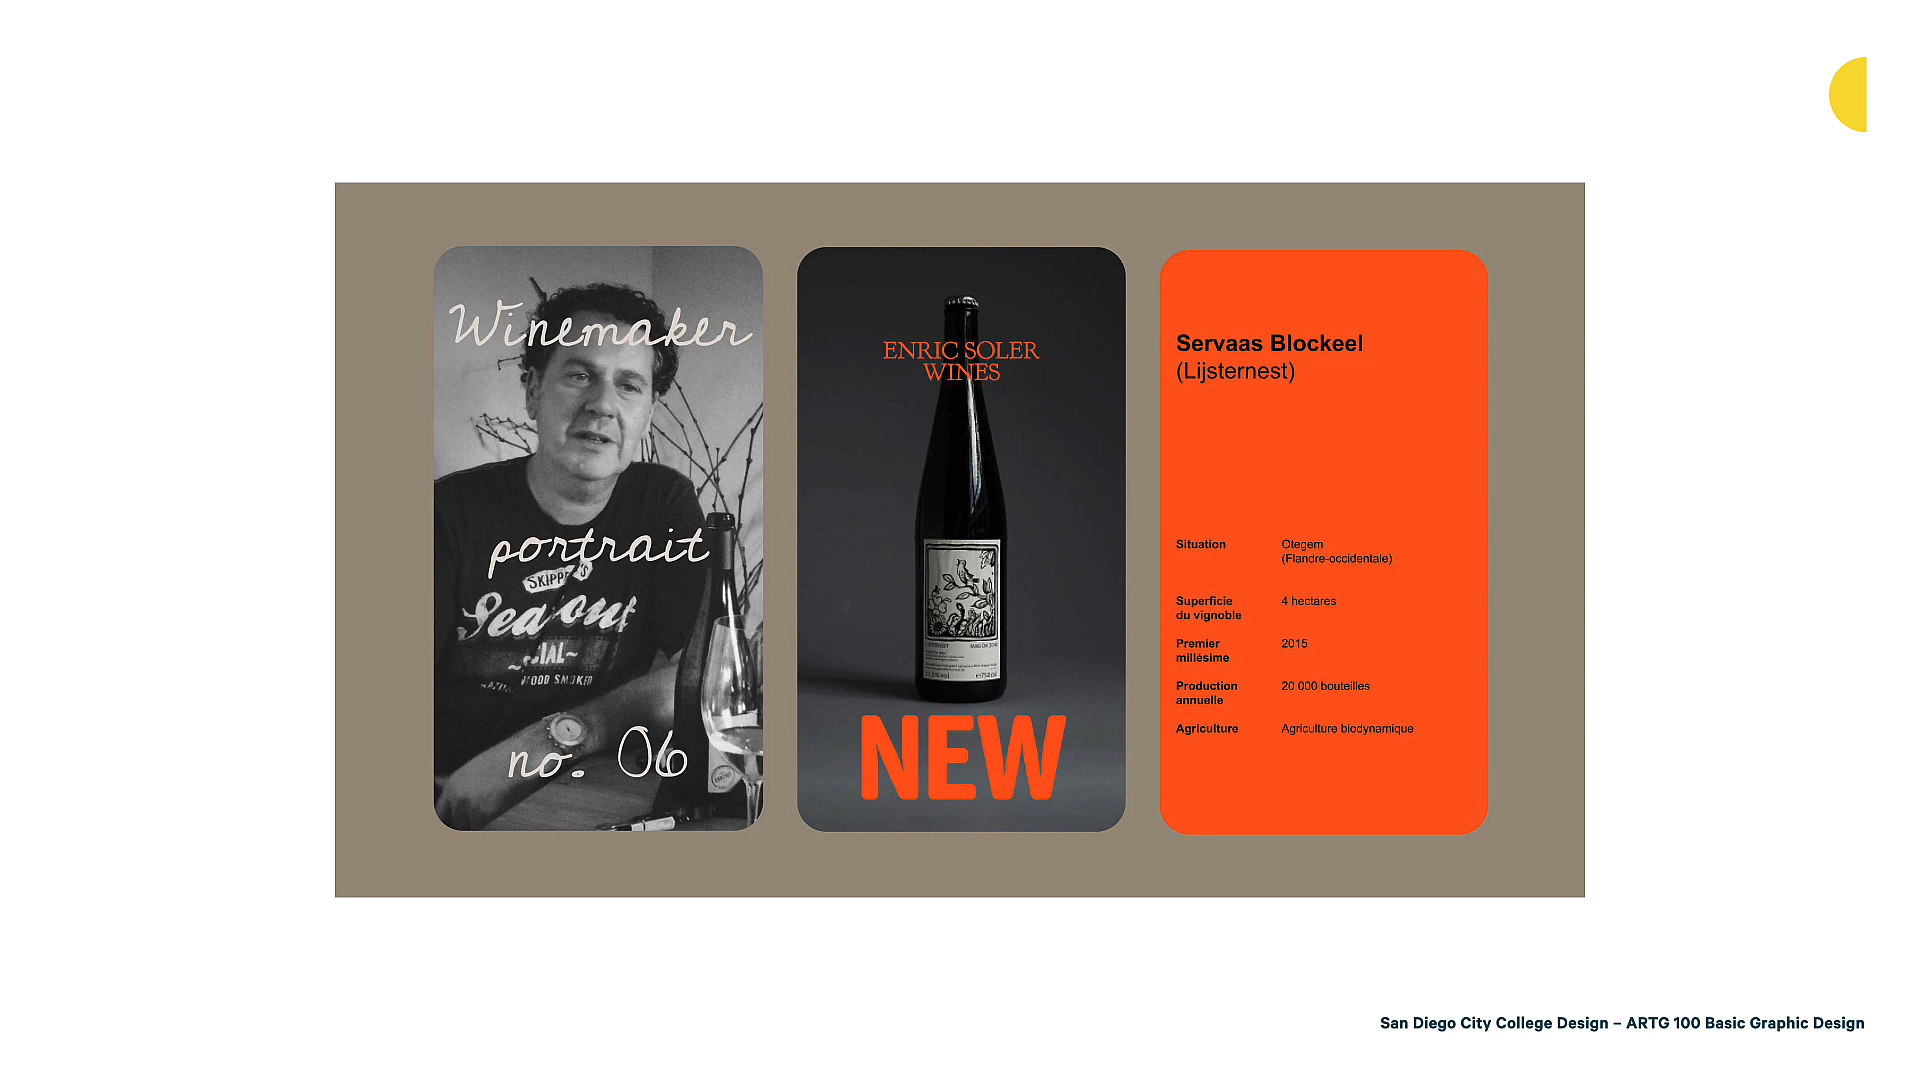 Winemaker
portrait
SKIPPER'S
Seasons
WOOD SMOKED
no. 06
ENRIC SOLER
WINES
NEW
Servaas Blockeel
(Lijsternest)
Situation Otegem
(Flandre-occidentale)
Superficie 4 hectares
du vignoble
Premier 2015
millésime
Production 20 000 bouteilles
annuelle
Agriculture Agriculture biodynamique
San Diego City College Design – ARTG 100 Basic Graphic Design